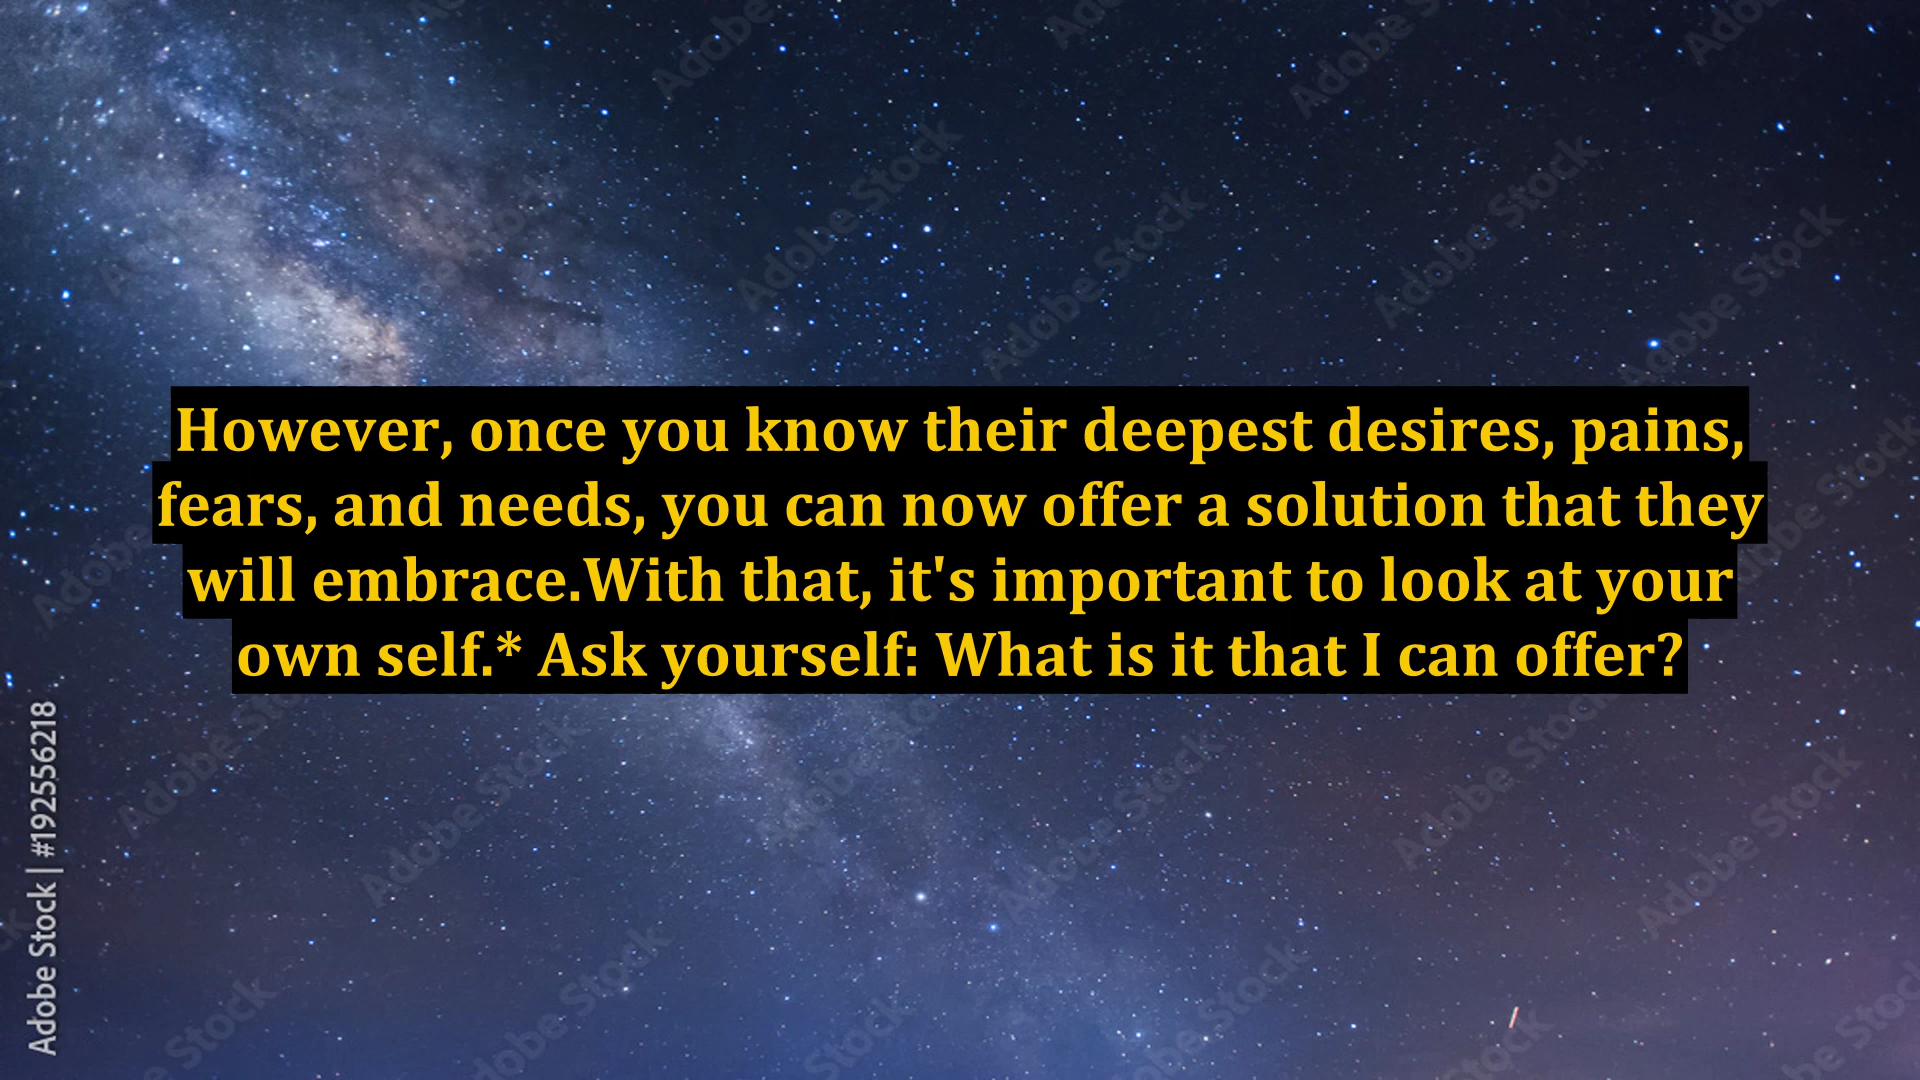 However, once you know their deepest desires, pains,
fears, and needs, you can now offer a solution that they
will embrace.With that, it's important to look at your
own self.* Ask yourself: What is it that I can offer?
Adobe Stock | #192556218
Adobe Stock